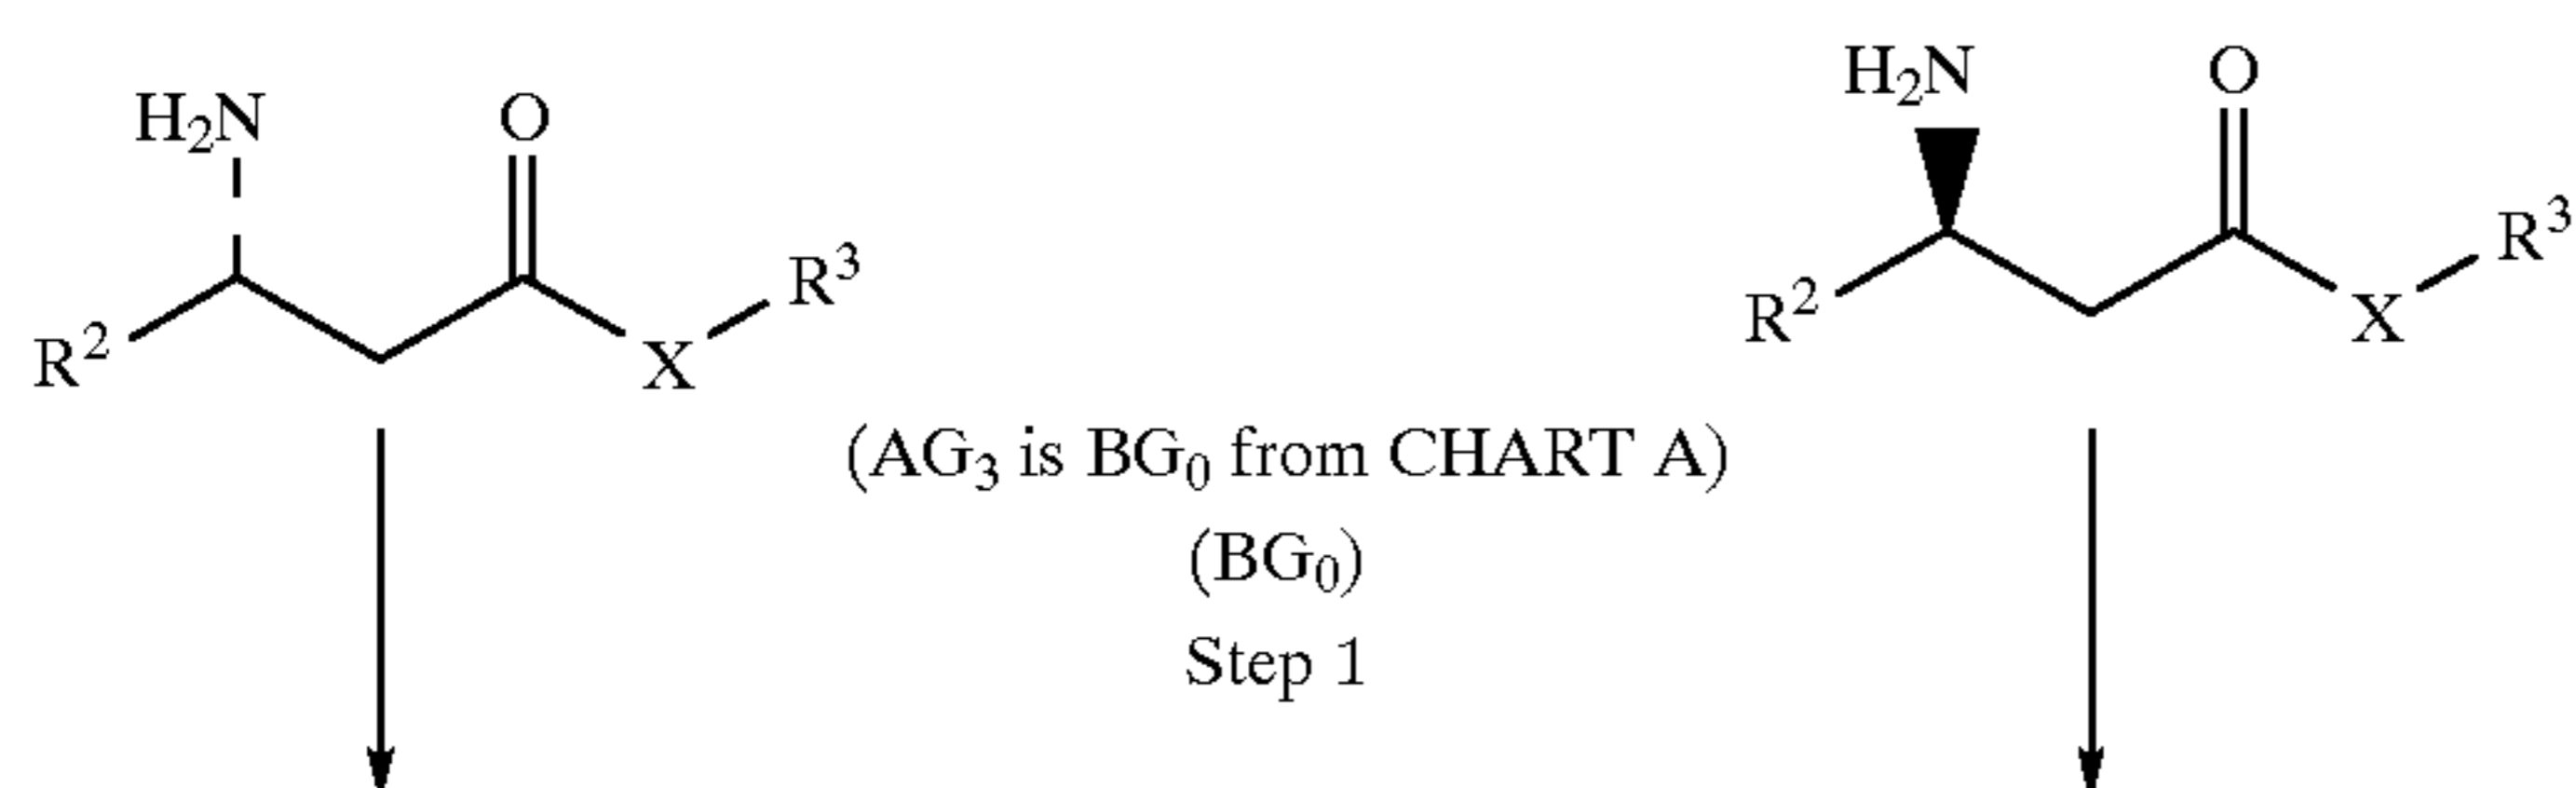 H₂N O R³ R² X
H₂N O R³ R² X
(AG₃ is BG₀ from CHART A)
(BG₀)
Step 1